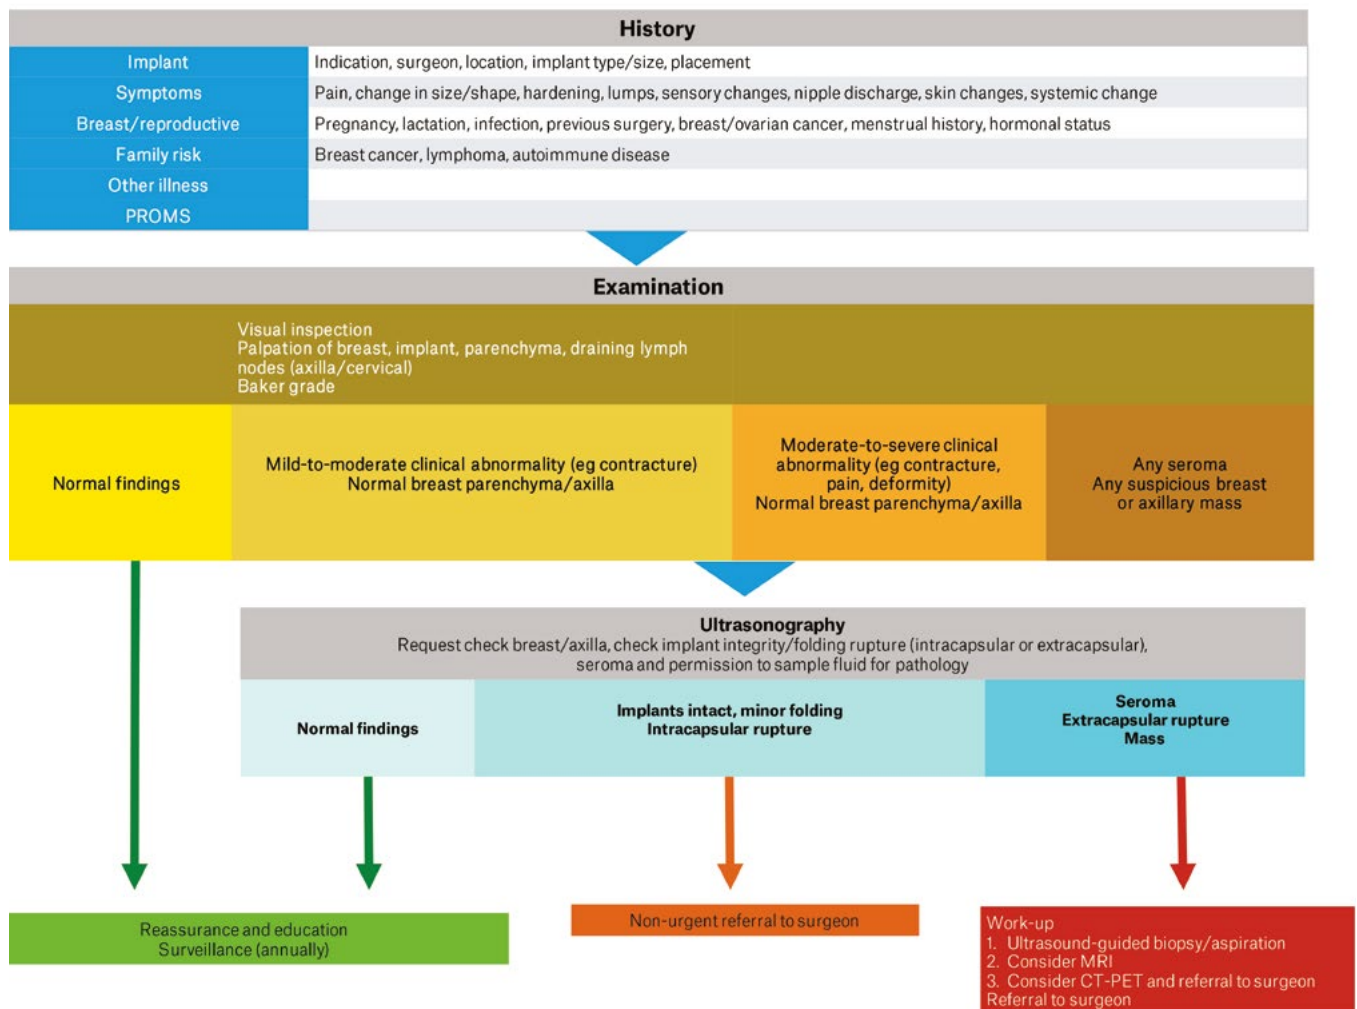 History
Implant
Indication, surgeon, location, implant type/size, placement
Symptoms
Pain, change in size/shape, hardening, lumps, sensory changes, nipple discharge, skin changes, systemic change
Breast/reproductive
Pregnancy, lactation, infection, previous surgery, breast/ovarian cancer, menstrual history, hormonal status
Family risk
Breast cancer, lymphoma, autoimmune disease
Other illness
PROMS
Examination
Visual inspection
Palpation of breast, implant, parenchyma, draining lymph
nodes (axilla/cervical)
Baker grade
Normal findings
Mild-to-moderate clinical abnormality (eg contracture)
Normal breast parenchyma/axilla
Moderate-to-severe clinical
abnormality (eg contracture,
pain, deformity)
Normal breast parenchyma/axilla
Any seroma
Any suspicious breast
or axillary mass
Ultrasonography
Request check breast/axilla, check implant integrity/folding rupture (intracapsular or extracapsular),
seroma and permission to sample fluid for pathology
Normal findings
Implants intact, minor folding
Intracapsular rupture
Seroma
Extracapsular rupture
Mass
Reassurance and education
Surveillance (annually)
Non-urgent referral to surgeon
Work-up
1. Ultrasound-guided biopsy/aspiration
2. Consider MRI
3. Consider CT-PET and referral to surgeon
Referral to surgeon